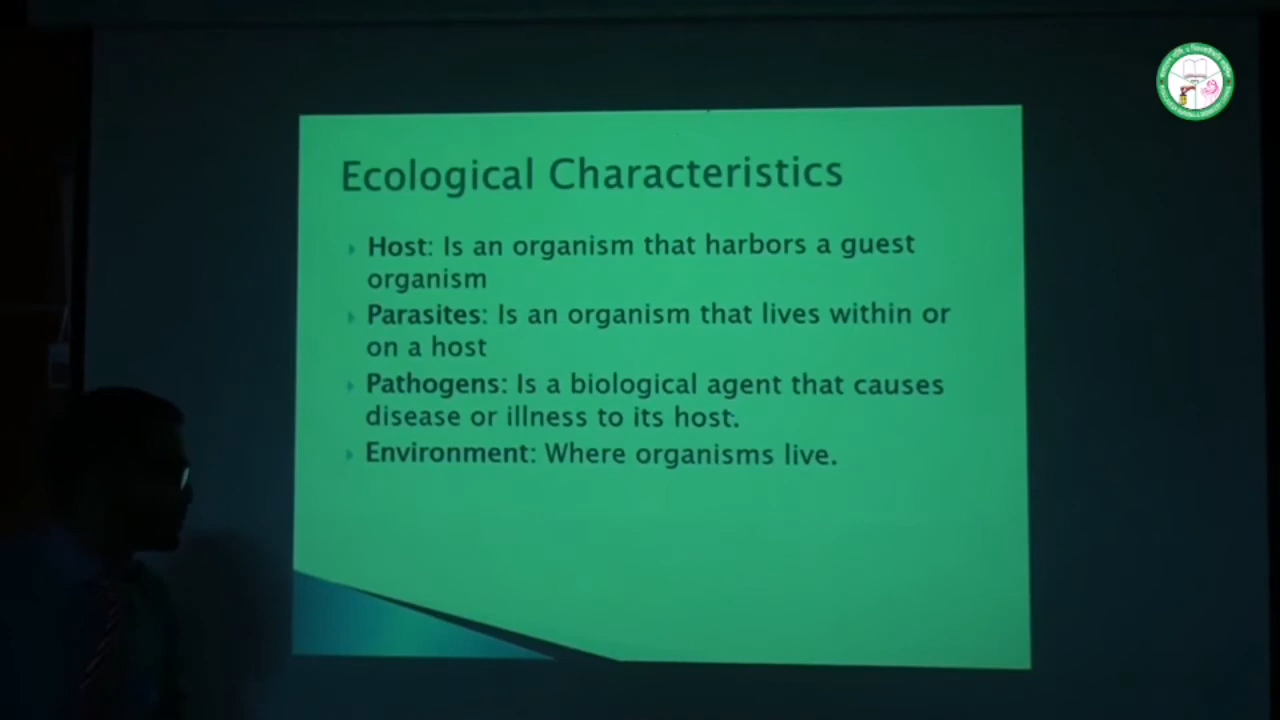 Ecological Characteristics
Host: Is an organism that harbors a guest
organism
Parasites: Is an organism that lives within or
on a host
Pathogens: Is a biological agent that causes
disease or illness to its host.
Environment: Where organisms live.